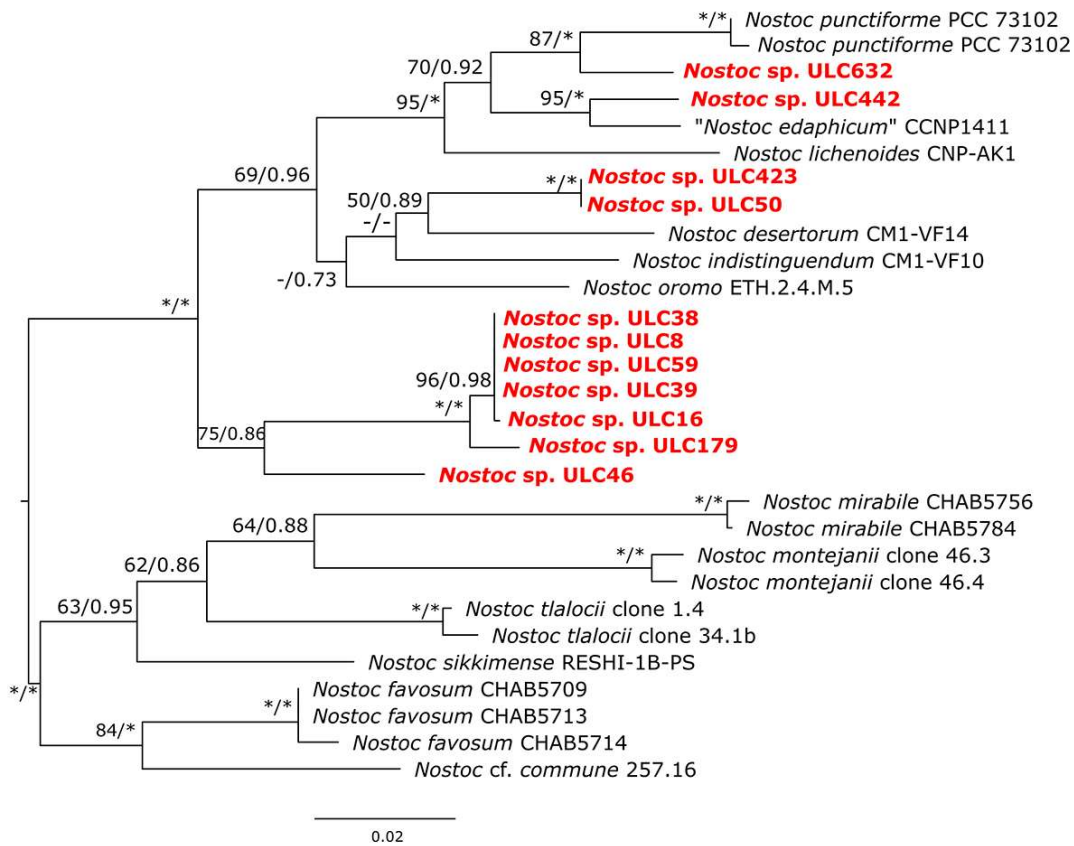 */* Nostoc punctiforme PCC 73102
87/* Nostoc punctiforme PCC 73102
70/0.92 Nostoc sp. ULC632
95/* 95/* Nostoc sp. ULC442
"Nostoc edaphicum" CCNP1411
Nostoc lichenoides CNP-AK1
69/0.96 */* Nostoc sp. ULC423
50/0.89 Nostoc sp. ULC50
-/- Nostoc desertorum CM1-VF14
Nostoc indistinguendum CM1-VF10
-/0.73 Nostoc oromo ETH.2.4.M.5
*/* Nostoc sp. ULC38
Nostoc sp. ULC8
Nostoc sp. ULC59
96/0.98 Nostoc sp. ULC39
*/* Nostoc sp. ULC16
75/0.86 Nostoc sp. ULC179
Nostoc sp. ULC46
*/* Nostoc mirabile CHAB5756
64/0.88 Nostoc mirabile CHAB5784
*/* Nostoc montejanii clone 46.3
62/0.86 Nostoc montejanii clone 46.4
63/0.95 */* Nostoc tlalocii clone 1.4
Nostoc tlalocii clone 34.1b
Nostoc sikkimense RESHI-1B-PS
*/* Nostoc favosum CHAB5709
*/* Nostoc favosum CHAB5713
84/* Nostoc favosum CHAB5714
Nostoc cf. commune 257.16
0.02